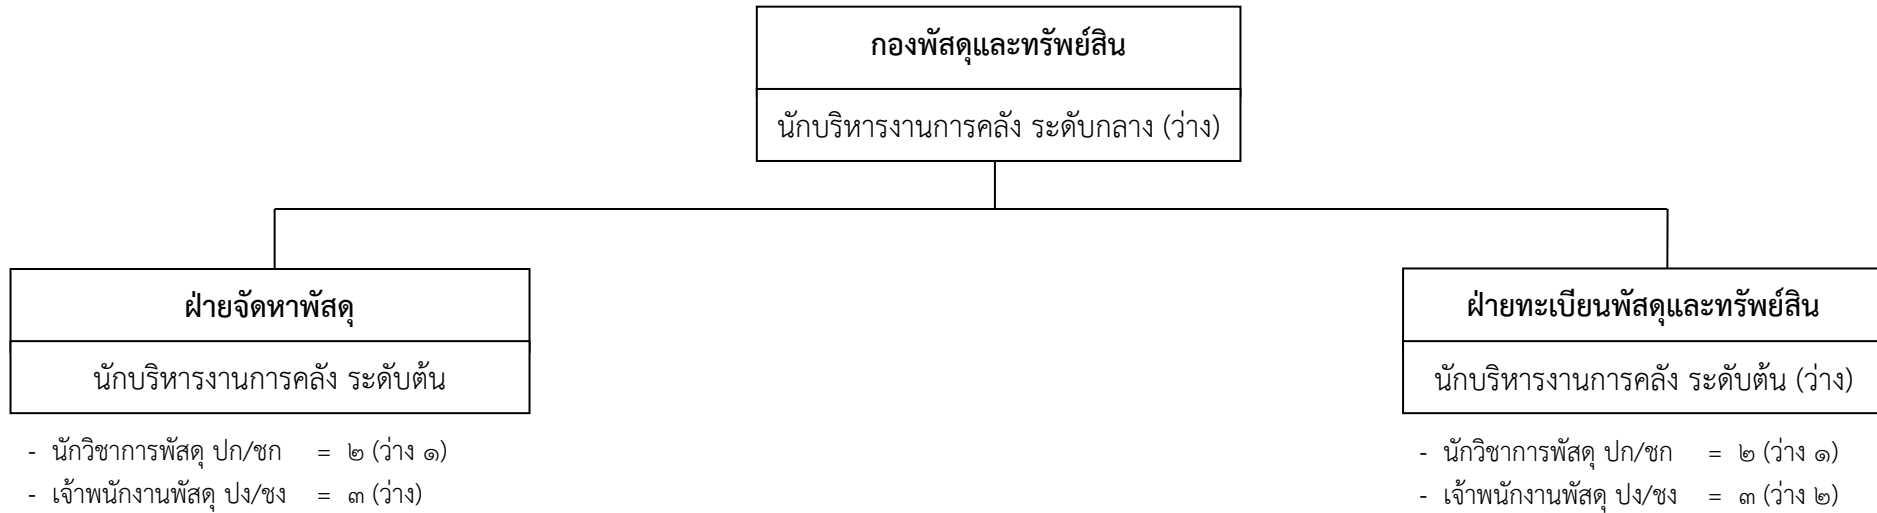 กองพัสดุและทรัพย์สิน
นักบริหารงานการคลัง ระดับกลาง (ว่าง)
ฝ่ายจัดหาพัสดุ
นักบริหารงานการคลัง ระดับต้น
- นักวิชาการพัสดุ ปก/ชก = ๒ (ว่าง ๑)
- เจ้าพนักงานพัสดุ ปง/ชง = ๓ (ว่าง)
ฝ่ายทะเบียนพัสดุและทรัพย์สิน
นักบริหารงานการคลัง ระดับต้น (ว่าง)
- นักวิชาการพัสดุ ปก/ชก = ๒ (ว่าง ๑)
- เจ้าพนักงานพัสดุ ปง/ชง = ๓ (ว่าง ๒)